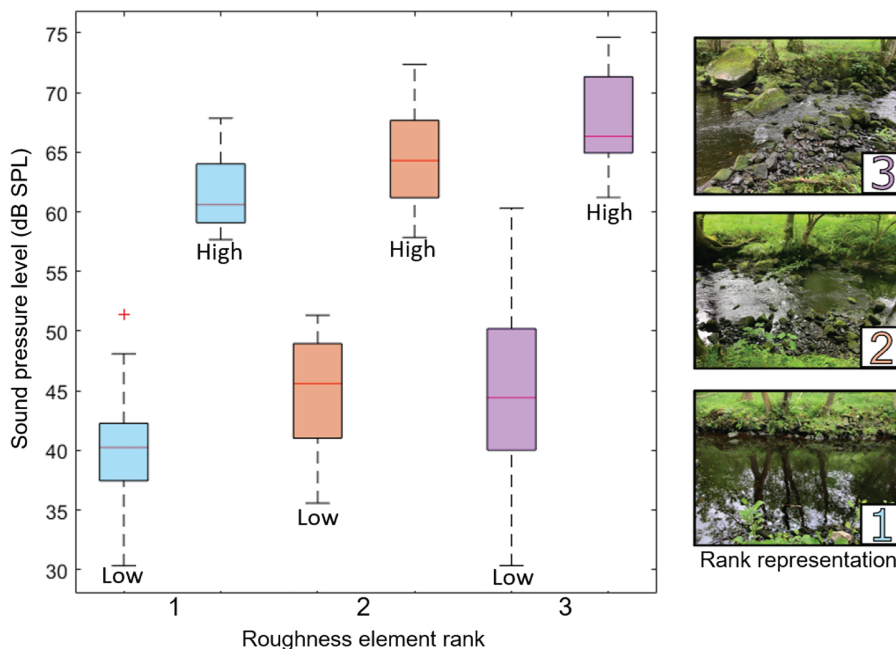 Sound pressure level (dB SPL)
75
70
65
60
55
50
45
40
35
30
High
High
High
Low
Low
Low
1
2
3
Roughness element rank
3
2
1
Rank representation